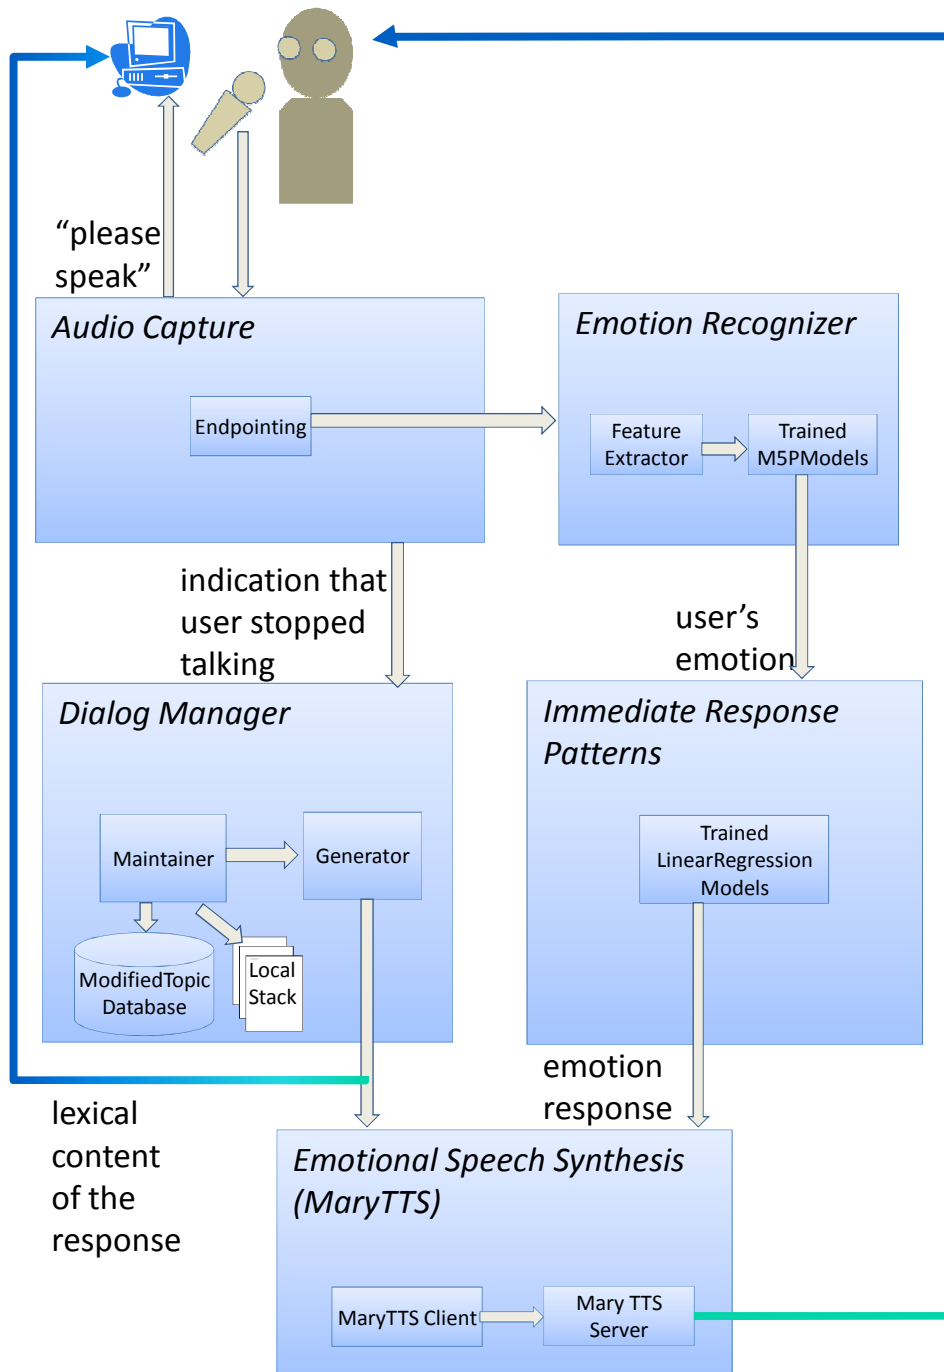 “please
speak”
Audio Capture
Endpointing
Emotion Recognizer
Feature
Extractor
Trained
M5PModels
indication that
user stopped
talking
user’s
emotion
Dialog Manager
Maintainer
Generator
ModifiedTopic
Database
Local
Stack
Immediate Response
Patterns
Trained
LinearRegression
Models
lexical
content
of the
response
emotion
response
Emotional Speech Synthesis
(MaryTTS)
MaryTTS Client
Mary TTS
Server